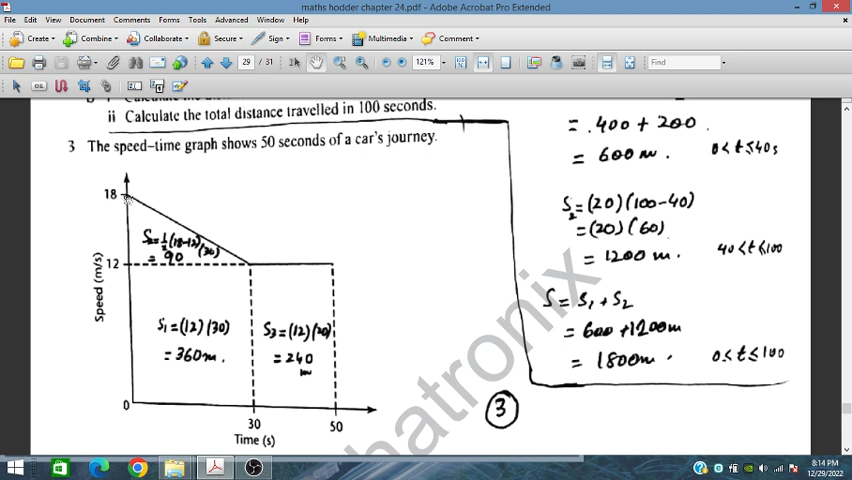 maths hodder chapter 24.pdf - Adobe Acrobat Pro Extended
File Edit View Document Comments Forms Tools Advanced Window Help
Create Combine Collaborate Secure Sign Forms Multimedia Comment
29 / 31 121% Find
ii Calculate the total distance travelled in 100 seconds.
3 The speed–time graph shows 50 seconds of a car's journey.
18
12
0
Speed (m/s)
S2=½(18-12)(30)
= 90
S1=(12)(30)
= 360m.
S3=(12)(20)
= 240
m
30
50
Time (s)
= 400 + 200
= 600 m. 0<t≤40s
S2=(20)(100-40)
=(20)(60)
= 1200 m. 40<t≤100
S = S1 + S2
= 600 + 1200m
= 1800m. 0≤t≤100
3
hatronix
8:14 PM
12/29/2022